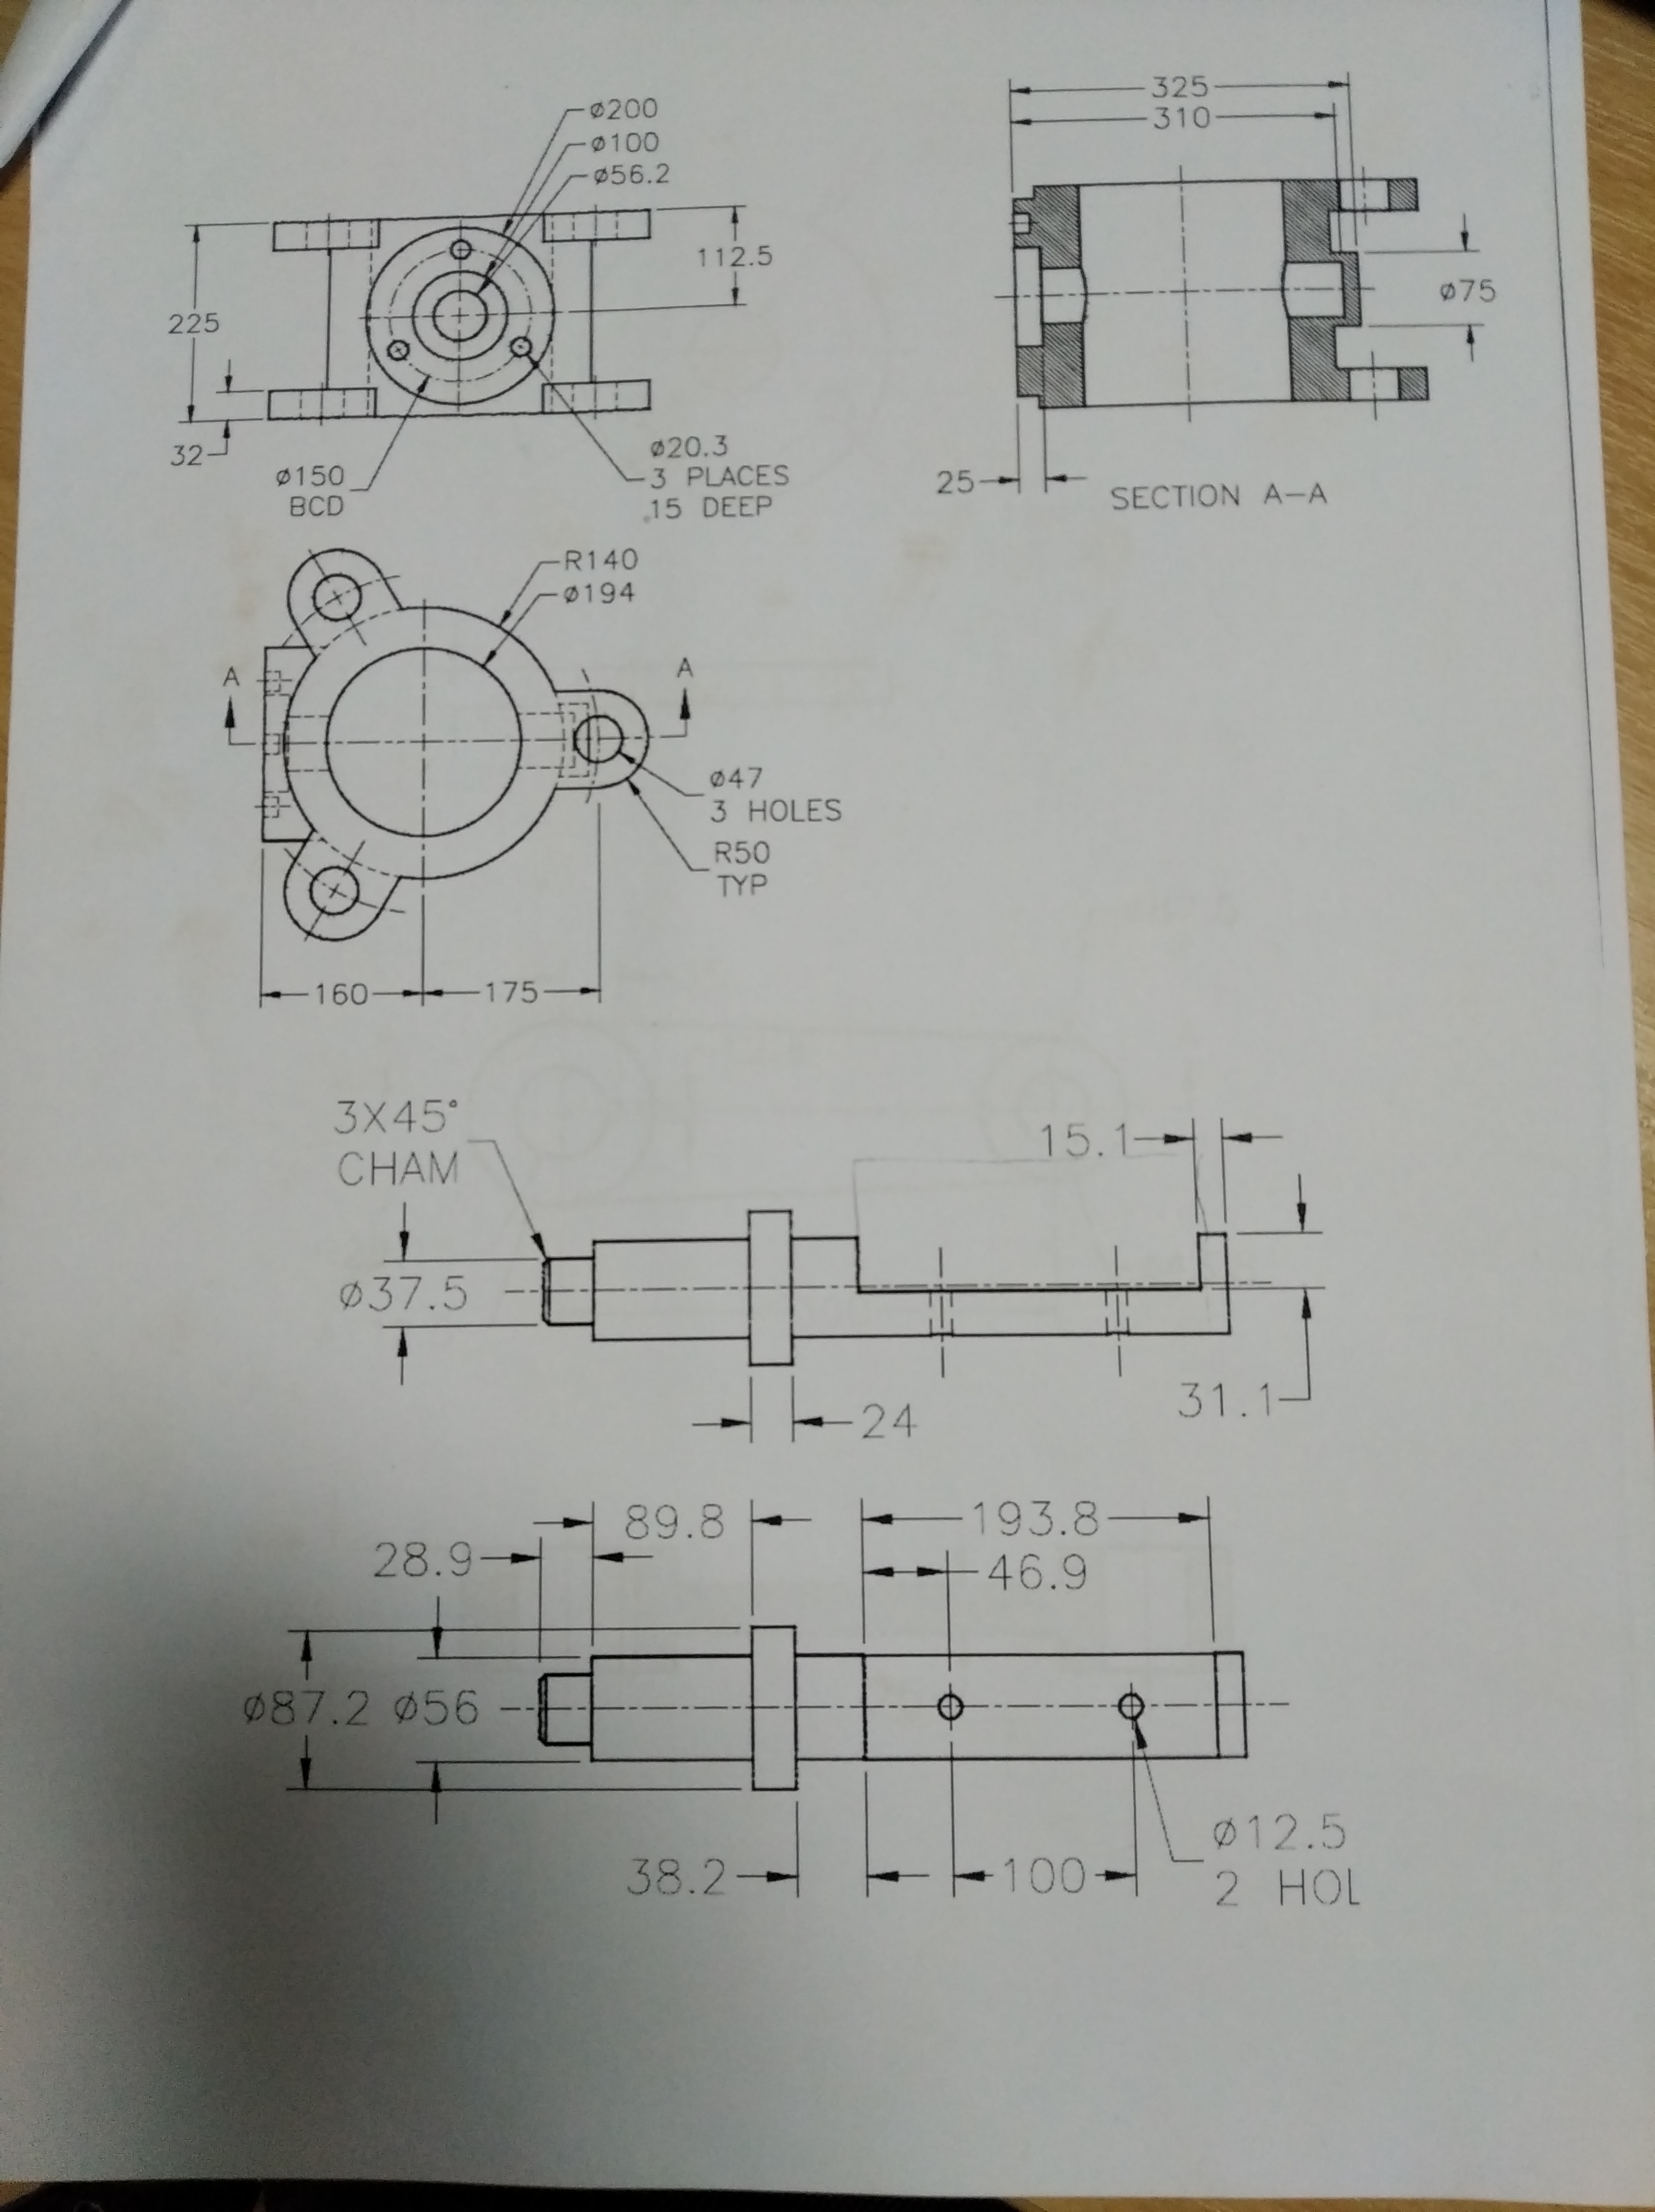 ø200
ø100
ø56.2
112.5
225
32
ø150
BCD
ø20.3
3 PLACES
15 DEEP
325
310
ø75
25
SECTION A-A
R140
ø194
A
A
ø47
3 HOLES
R50
TYP
160
175
3X45°
CHAM
15.1
ø37.5
31.1
24
89.8
193.8
28.9
46.9
ø87.2
ø56
ø12.5
2 HOL
38.2
100